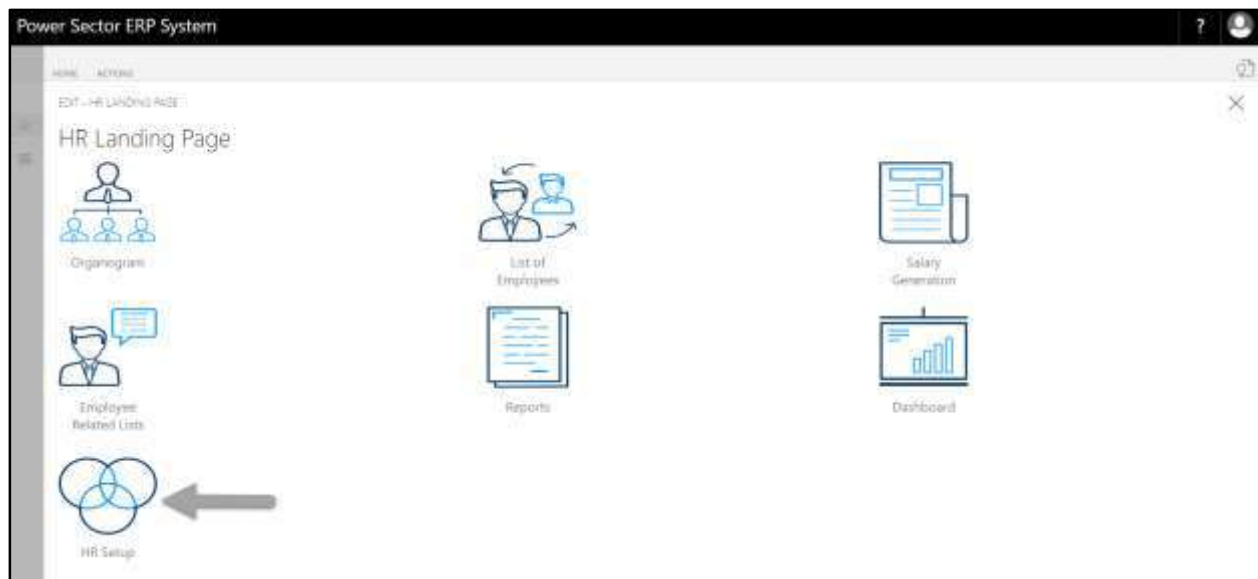 Power Sector ERP System ?
HOME ACTIONS
EDIT - HR LANDING PAGE
HR Landing Page
Organogram
List of
Employees
Salary
Generation
Employee
Related Lists
Reports
Dashboard
HR Setup